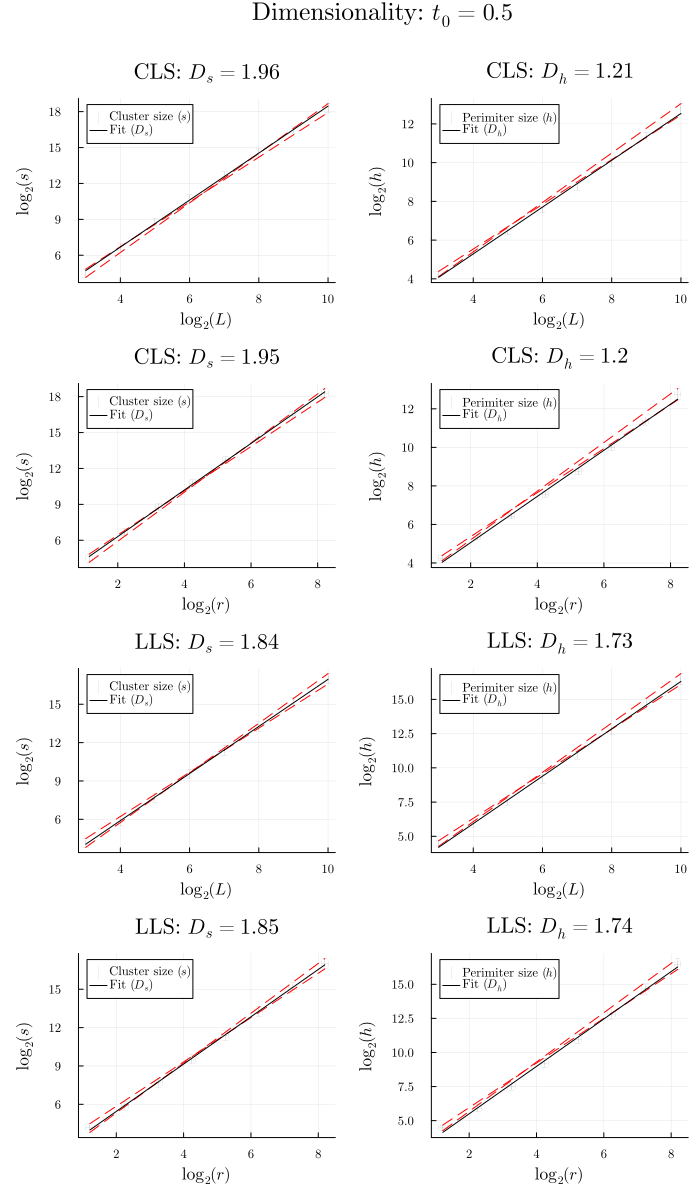 Dimensionality: t₀ = 0.5
CLS: Dₛ = 1.96
CLS: Dₕ = 1.21
Cluster size (s)
Fit (Dₛ)
18
15
12
9
6
log₂(s)
4 6 8 10
log₂(L)
Perimiter size (h)
Fit (Dₕ)
12
10
8
6
4
log₂(h)
4 6 8 10
log₂(L)
CLS: Dₛ = 1.95
CLS: Dₕ = 1.2
Cluster size (s)
Fit (Dₛ)
18
15
12
9
6
log₂(s)
2 4 6 8
log₂(r)
Perimiter size (h)
Fit (Dₕ)
12
10
8
6
4
log₂(h)
2 4 6 8
log₂(r)
LLS: Dₛ = 1.84
LLS: Dₕ = 1.73
Cluster size (s)
Fit (Dₛ)
15
12
9
6
log₂(s)
4 6 8 10
log₂(L)
Perimiter size (h)
Fit (Dₕ)
15.0
12.5
10.0
7.5
5.0
log₂(h)
4 6 8 10
log₂(L)
LLS: Dₛ = 1.85
LLS: Dₕ = 1.74
Cluster size (s)
Fit (Dₛ)
15
12
9
6
log₂(s)
2 4 6 8
log₂(r)
Perimiter size (h)
Fit (Dₕ)
15.0
12.5
10.0
7.5
5.0
log₂(h)
2 4 6 8
log₂(r)